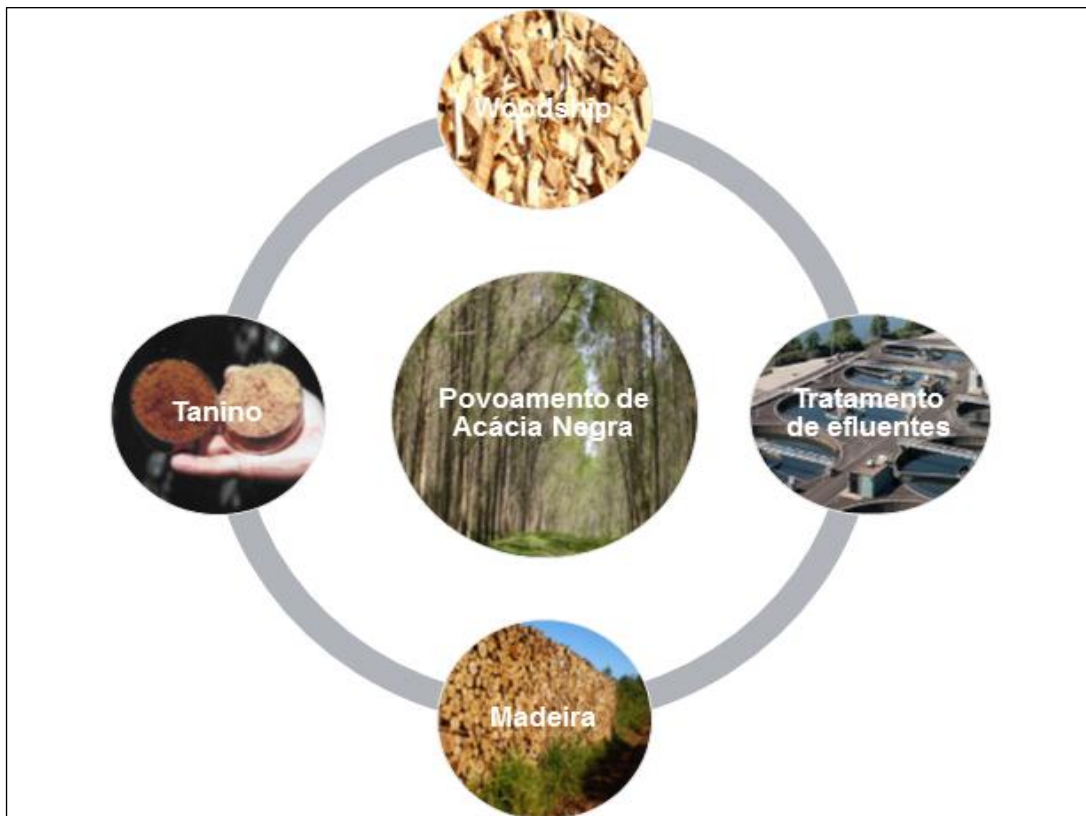 Woodship
Tanino
Povoamento de
Acácia Negra
Tratamento
de efluentes
Madeira